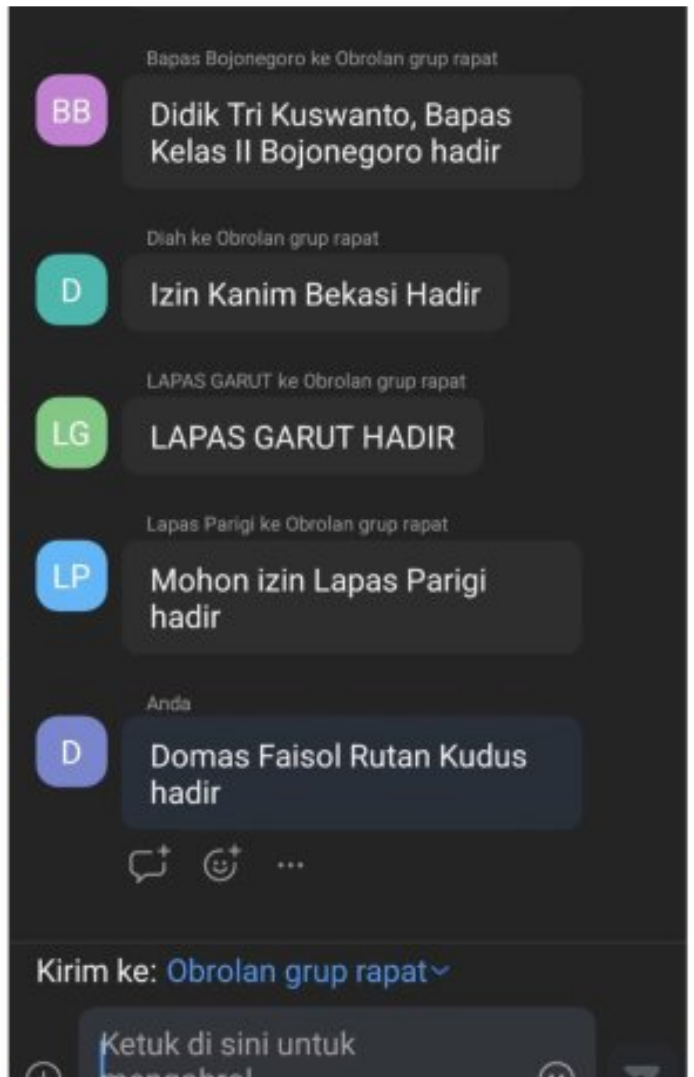 Bapas Bojonegoro ke Obrolan grup rapat
BB
Didik Tri Kuswanto, Bapas
Kelas II Bojonegoro hadir
Diah ke Obrolan grup rapat
D
Izin Kanim Bekasi Hadir
LAPAS GARUT ke Obrolan grup rapat
LG
LAPAS GARUT HADIR
Lapas Parigi ke Obrolan grup rapat
LP
Mohon izin Lapas Parigi
hadir
Anda
D
Domas Faisol Rutan Kudus
hadir
Kirim ke: Obrolan grup rapat
Ketuk di sini untuk